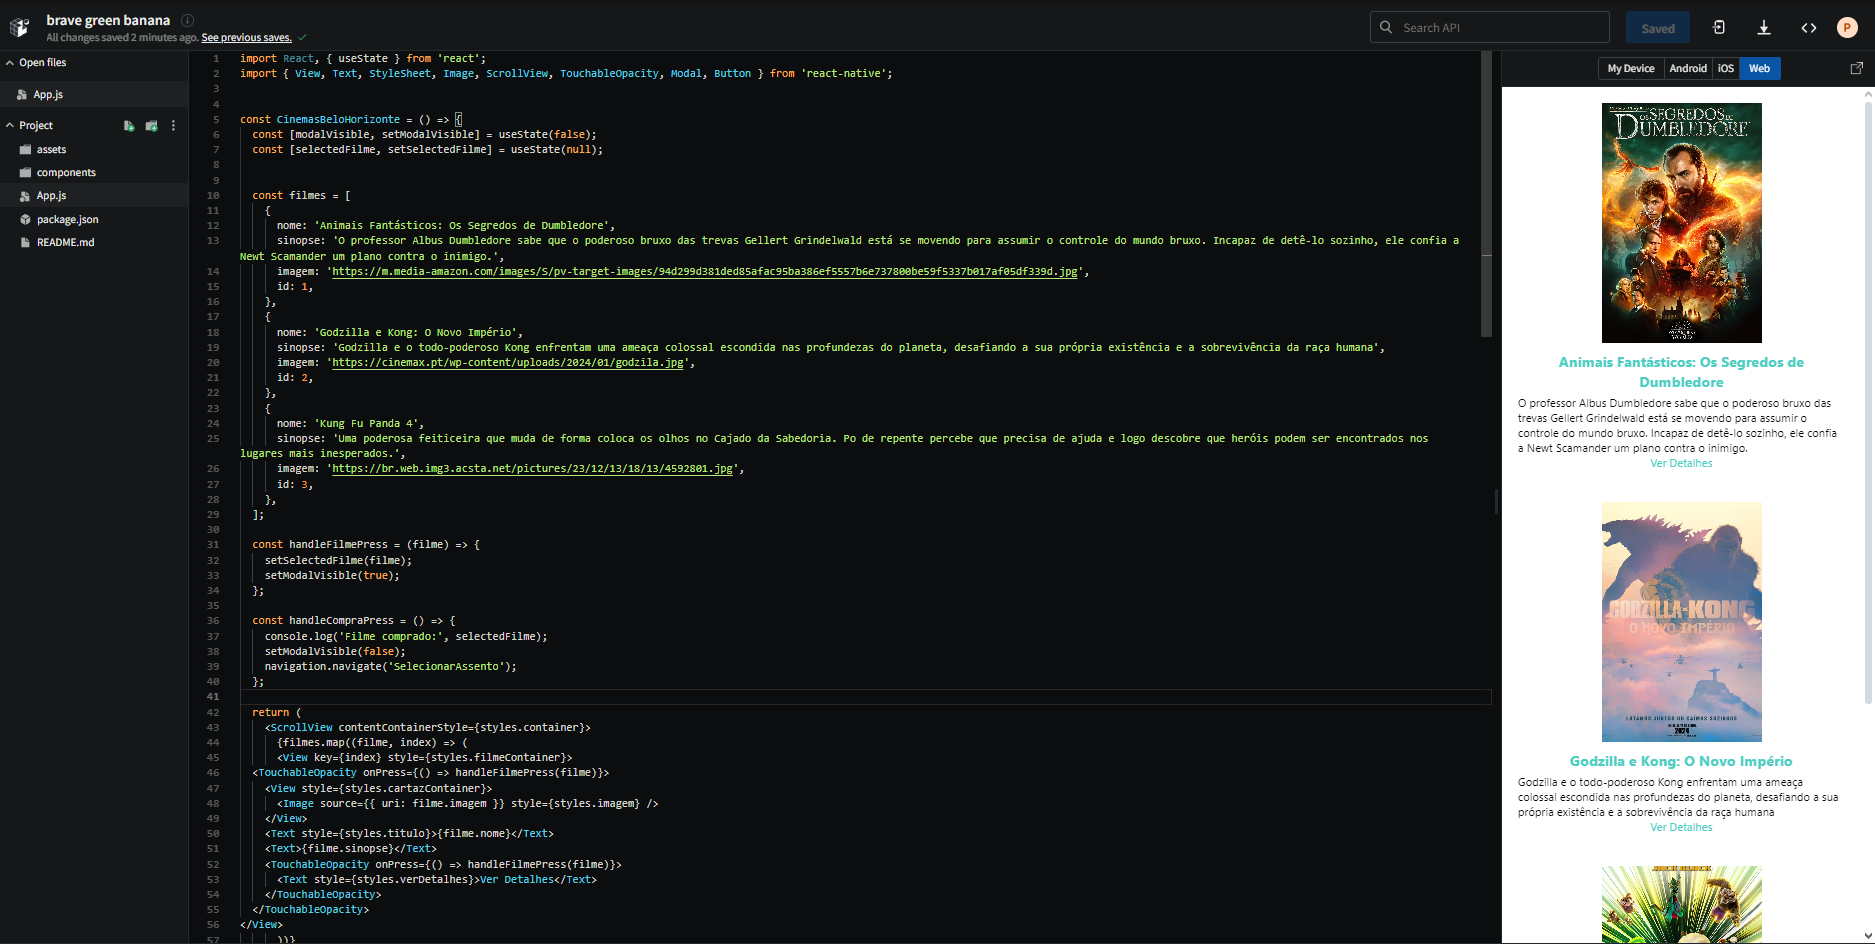 brave green banana
All changes saved 2 minutes ago. See previous saves.
Search API
Saved
P
Open files
App.js
Project
assets
components
App.js
package.json
README.md
1 import React, { useState } from 'react';
2 import { View, Text, StyleSheet, Image, ScrollView, TouchableOpacity, Modal, Button } from 'react-native';
3
4
5 const CinemasBeloHorizonte = () => {
6 const [modalVisible, setModalVisible] = useState(false);
7 const [selectedFilme, setSelectedFilme] = useState(null);
8
9
10 const filmes = [
11 {
12 nome: 'Animais Fantásticos: Os Segredos de Dumbledore',
13 sinopse: 'O professor Albus Dumbledore sabe que o poderoso bruxo das trevas Gellert Grindelwald está se movendo para assumir o controle do mundo bruxo. Incapaz de detê-lo sozinho, ele confia a
Newt Scamander um plano contra o inimigo.',
14 imagem: 'https://m.media-amazon.com/images/S/pv-target-images/94d299d381ded85afac95ba386ef5557b6e737800be59f5337b017af05df339d.jpg',
15 id: 1,
16 },
17 {
18 nome: 'Godzilla e Kong: O Novo Império',
19 sinopse: 'Godzilla e o todo-poderoso Kong enfrentam uma ameaça colossal escondida nas profundezas do planeta, desafiando a sua própria existência e a sobrevivência da raça humana',
20 imagem: 'https://cinemax.pt/wp-content/uploads/2024/01/godzila.jpg',
21 id: 2,
22 },
23 {
24 nome: 'Kung Fu Panda 4',
25 sinopse: 'Uma poderosa feiticeira que muda de forma coloca os olhos no Cajado da Sabedoria. Po de repente percebe que precisa de ajuda e logo descobre que heróis podem ser encontrados nos
lugares mais inesperados.',
26 imagem: 'https://br.web.img3.acsta.net/pictures/23/12/13/18/13/4592801.jpg',
27 id: 3,
28 },
29 ];
30
31 const handleFilmePress = (filme) => {
32 setSelectedFilme(filme);
33 setModalVisible(true);
34 };
35
36 const handleCompraPress = () => {
37 console.log('Filme comprado:', selectedFilme);
38 setModalVisible(false);
39 navigation.navigate('SelecionarAssento');
40 };
41
42 return (
43 <ScrollView contentContainerStyle={styles.container}>
44 {filmes.map((filme, index) => (
45 <View key={index} style={styles.filmeContainer}>
46 <TouchableOpacity onPress={() => handleFilmePress(filme)}>
47 <View style={styles.cartazContainer}>
48 <Image source={{ uri: filme.imagem }} style={styles.imagem} />
49 </View>
50 <Text style={styles.titulo}>{filme.nome}</Text>
51 <Text>{filme.sinopse}</Text>
52 <TouchableOpacity onPress={() => handleFilmePress(filme)}>
53 <Text style={styles.verDetalhes}>Ver Detalhes</Text>
54 </TouchableOpacity>
55 </TouchableOpacity>
56 </View>
57 ))}
My Device Android iOS Web
OS SEGREDOS DE
DUMBLEDORE
Animais Fantásticos: Os Segredos de
Dumbledore
O professor Albus Dumbledore sabe que o poderoso bruxo das
trevas Gellert Grindelwald está se movendo para assumir o
controle do mundo bruxo. Incapaz de detê-lo sozinho, ele confia
a Newt Scamander um plano contra o inimigo.
Ver Detalhes
GODZILLA KONG
O NOVO IMPÉRIO
LUTAMOS JUNTOS OU CAÍMOS SOZINHOS
2024
Godzilla e Kong: O Novo Império
Godzilla e o todo-poderoso Kong enfrentam uma ameaça
colossal escondida nas profundezas do planeta, desafiando a sua
própria existência e a sobrevivência da raça humana
Ver Detalhes